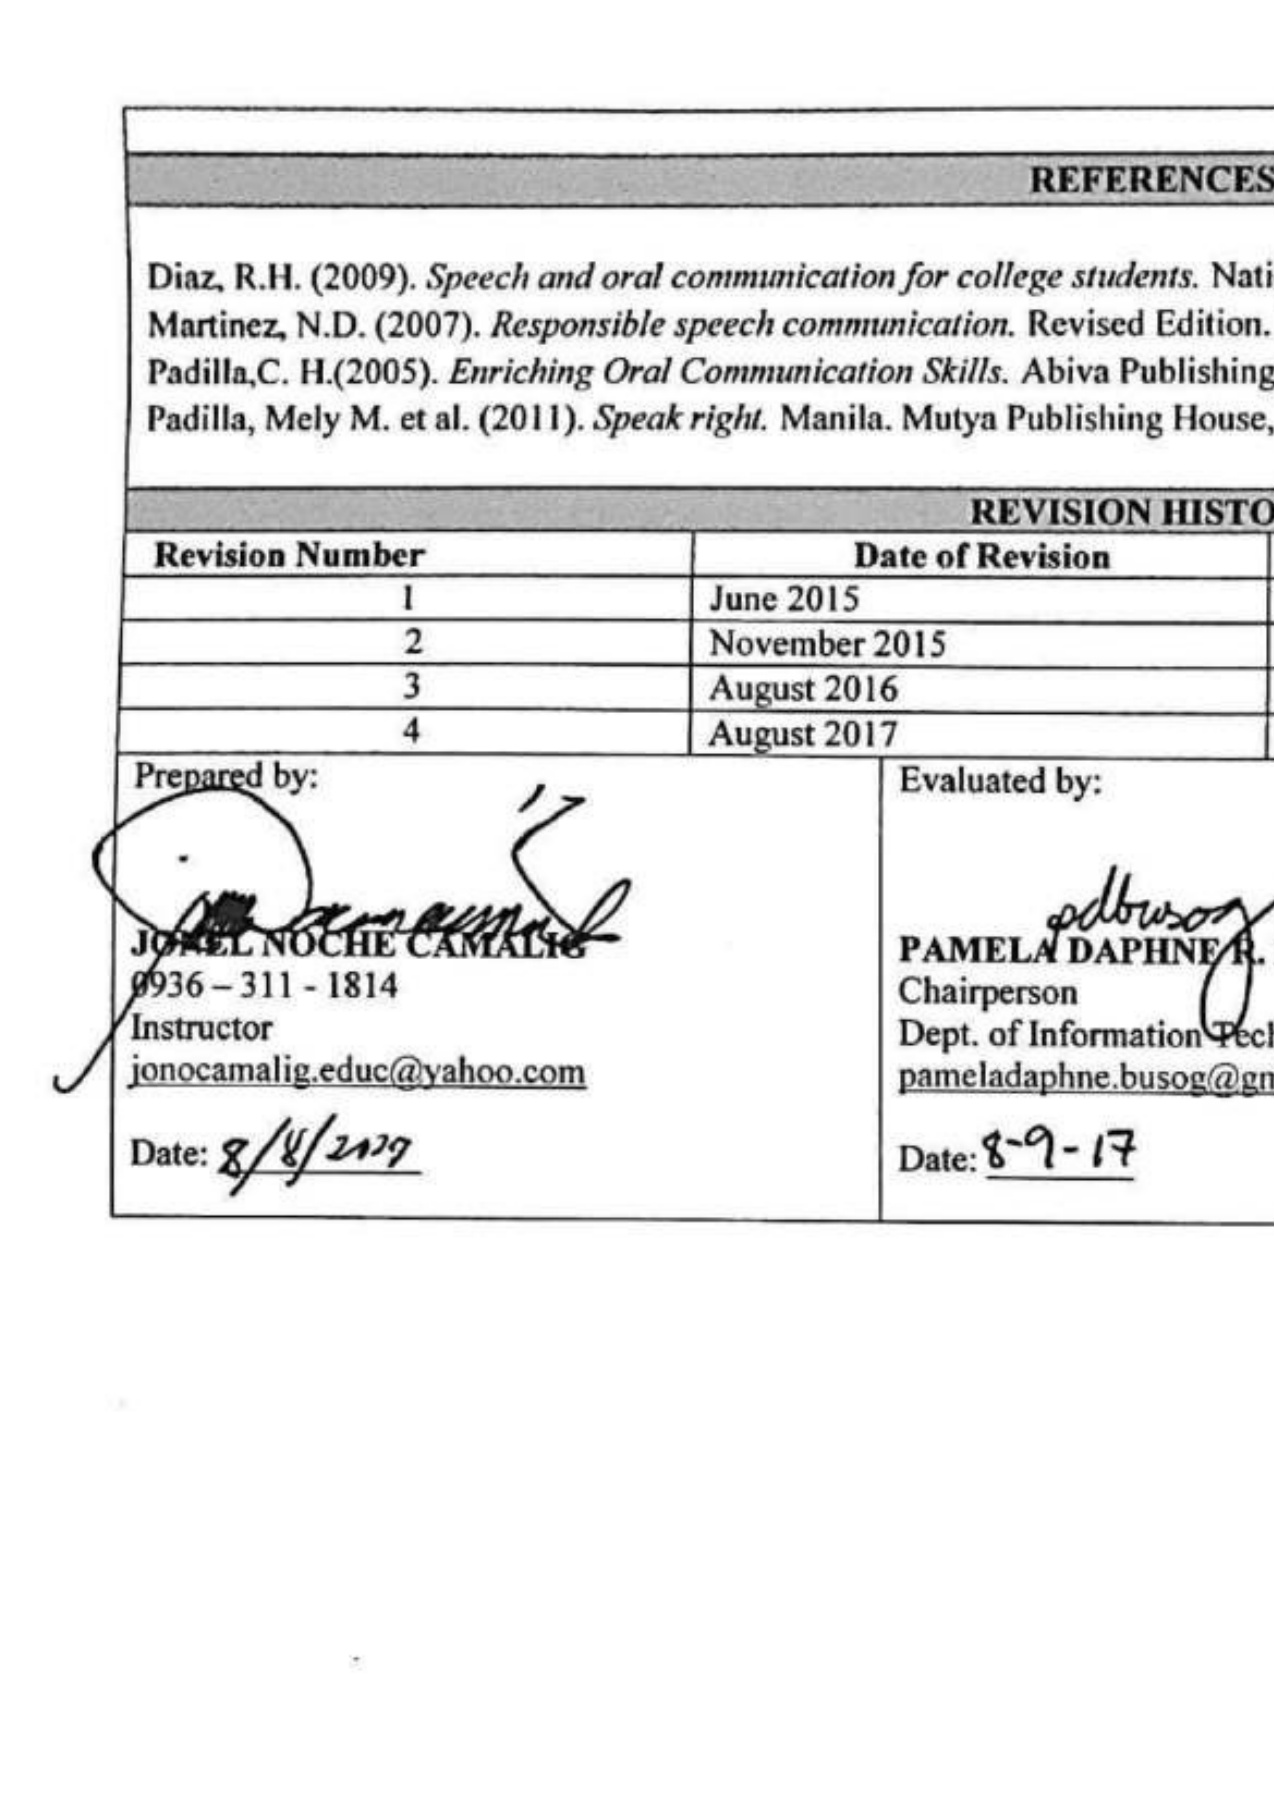 REFERENCES
Diaz, R.H. (2009). Speech and oral communication for college students. Nati
Martinez, N.D. (2007). Responsible speech communication. Revised Edition.
Padilla,C. H.(2005). Enriching Oral Communication Skills. Abiva Publishing
Padilla, Mely M. et al. (2011). Speak right. Manila. Mutya Publishing House,
REVISION HISTO
Revision Number Date of Revision
1 June 2015
2 November 2015
3 August 2016
4 August 2017
Prepared by: Evaluated by:
pdbusog
JONEL NOCHE CAMALIG PAMELA DAPHNE R.
0936 – 311 - 1814 Chairperson
Instructor Dept. of Information Tech
jonocamalig.educ@yahoo.com pameladaphne.busog@gm
Date: 8/8/2017 Date: 8-9-17